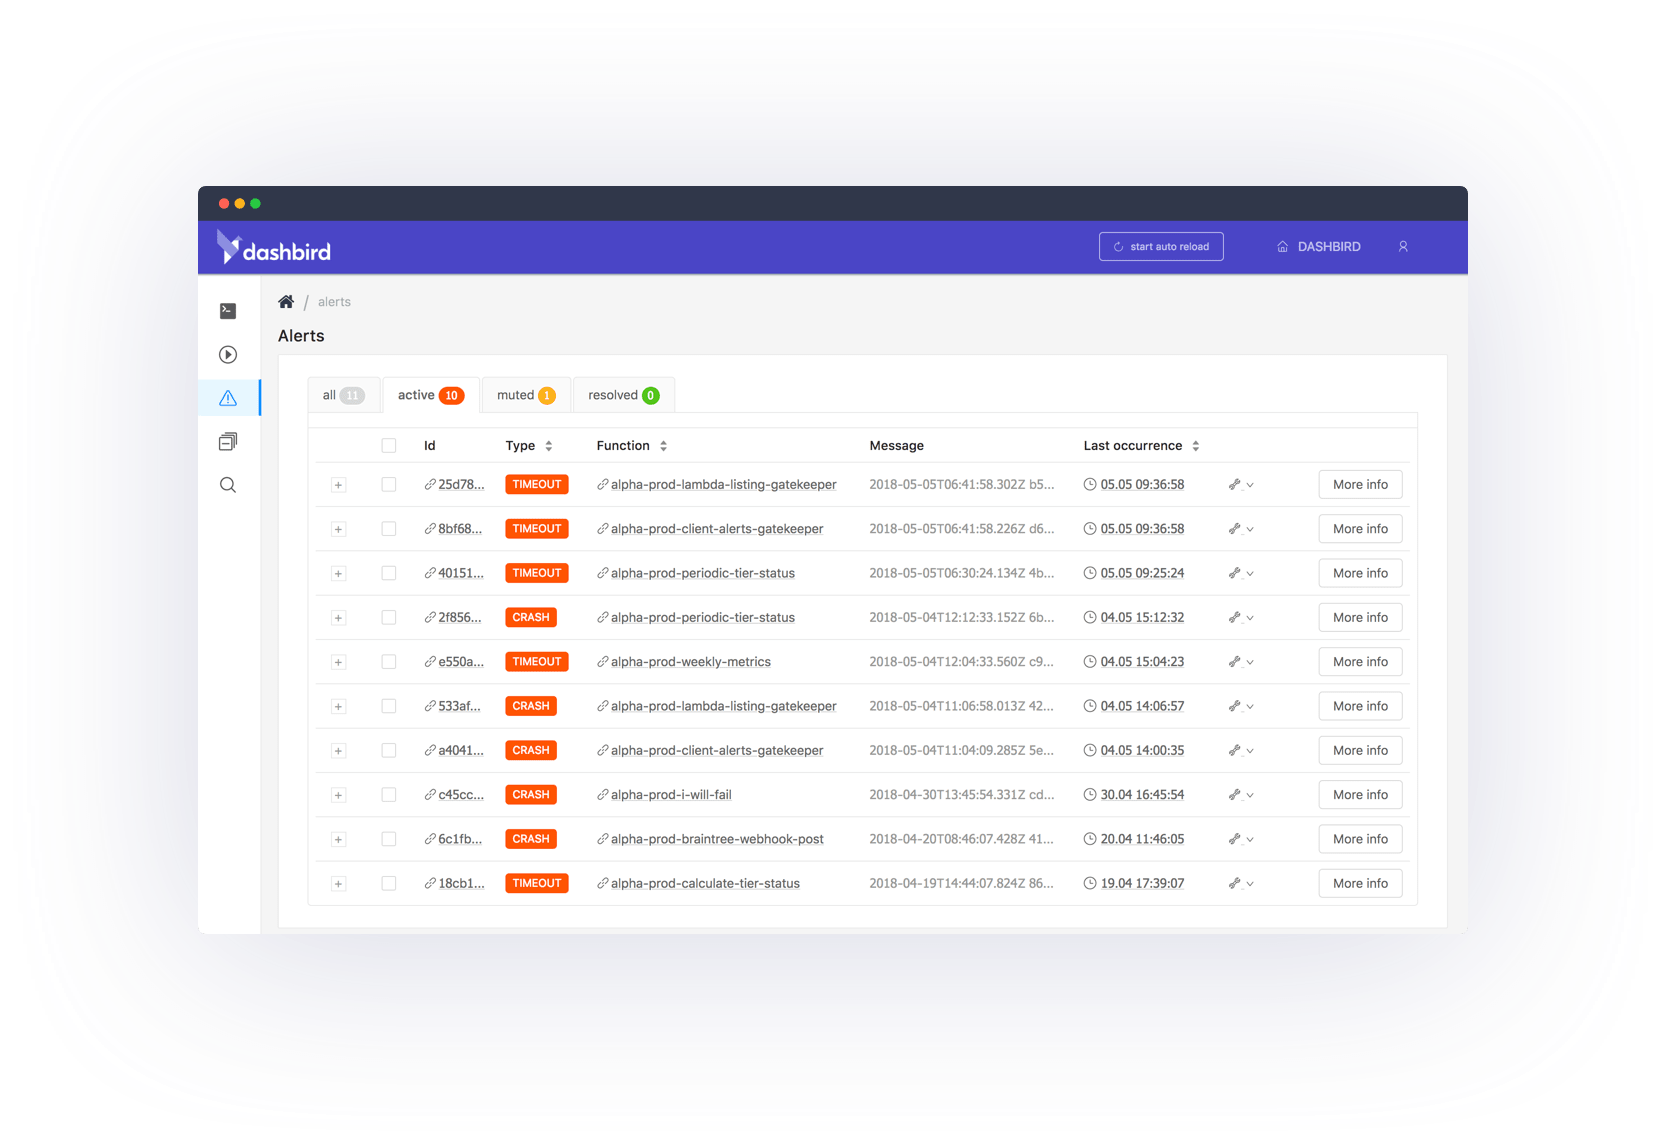 dashbird
start auto reload
DASHBIRD
/ alerts
Alerts
all 11
active 10
muted 1
resolved 0
Id Type Function Message Last occurrence
25d78... TIMEOUT alpha-prod-lambda-listing-gatekeeper 2018-05-05T06:41:58.302Z b5... 05.05 09:36:58 More info
8bf68... TIMEOUT alpha-prod-client-alerts-gatekeeper 2018-05-05T06:41:58.226Z d6... 05.05 09:36:58 More info
40151... TIMEOUT alpha-prod-periodic-tier-status 2018-05-05T06:30:24.134Z 4b... 05.05 09:25:24 More info
2f856... CRASH alpha-prod-periodic-tier-status 2018-05-04T12:12:33.152Z 6b... 04.05 15:12:32 More info
e550a... TIMEOUT alpha-prod-weekly-metrics 2018-05-04T12:04:33.560Z c9... 04.05 15:04:23 More info
533af... CRASH alpha-prod-lambda-listing-gatekeeper 2018-05-04T11:06:58.013Z 42... 04.05 14:06:57 More info
a4041... CRASH alpha-prod-client-alerts-gatekeeper 2018-05-04T11:04:09.285Z 5e... 04.05 14:00:35 More info
c45cc... CRASH alpha-prod-i-will-fail 2018-04-30T13:45:54.331Z cd... 30.04 16:45:54 More info
6c1fb... CRASH alpha-prod-braintree-webhook-post 2018-04-20T08:46:07.428Z 41... 20.04 11:46:05 More info
18cb1... TIMEOUT alpha-prod-calculate-tier-status 2018-04-19T14:44:07.824Z 86... 19.04 17:39:07 More info